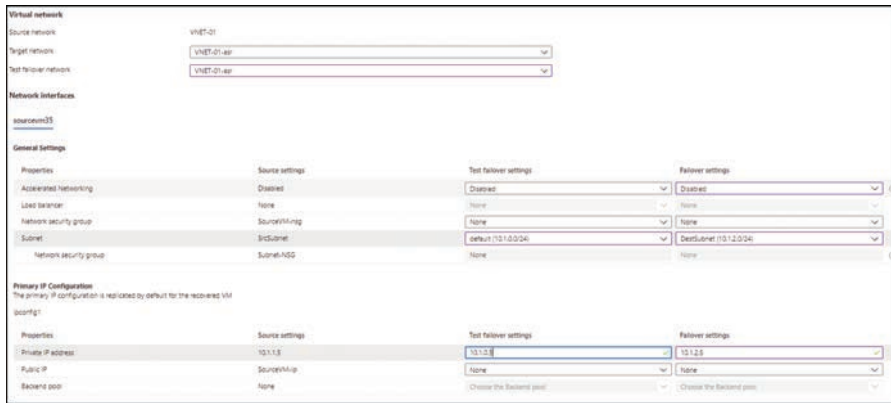 Virtual network
Source network VNET-01
Target network VNET-01-asr
Test failover network VNET-01-asr
Network interfaces
sourcevm35
General Settings
Properties Source settings Test failover settings Failover settings
Accelerated Networking Disabled Disabled Disabled
Load balancer None None None
Network security group SourceVM-nsg None None
Subnet SrcSubnet default (10.1.0.0/24) DestSubnet (10.1.2.0/24)
Network security group Subnet-NSG None None
Primary IP Configuration
The primary IP configuration is replicated by default for the recovered VM
ipconfig1
Properties Source settings Test failover settings Failover settings
Private IP address 10.1.1.5 10.1.0.5 10.1.2.5
Public IP SourceVM-ip None None
Backend pool None Choose the Backend pool Choose the Backend pool